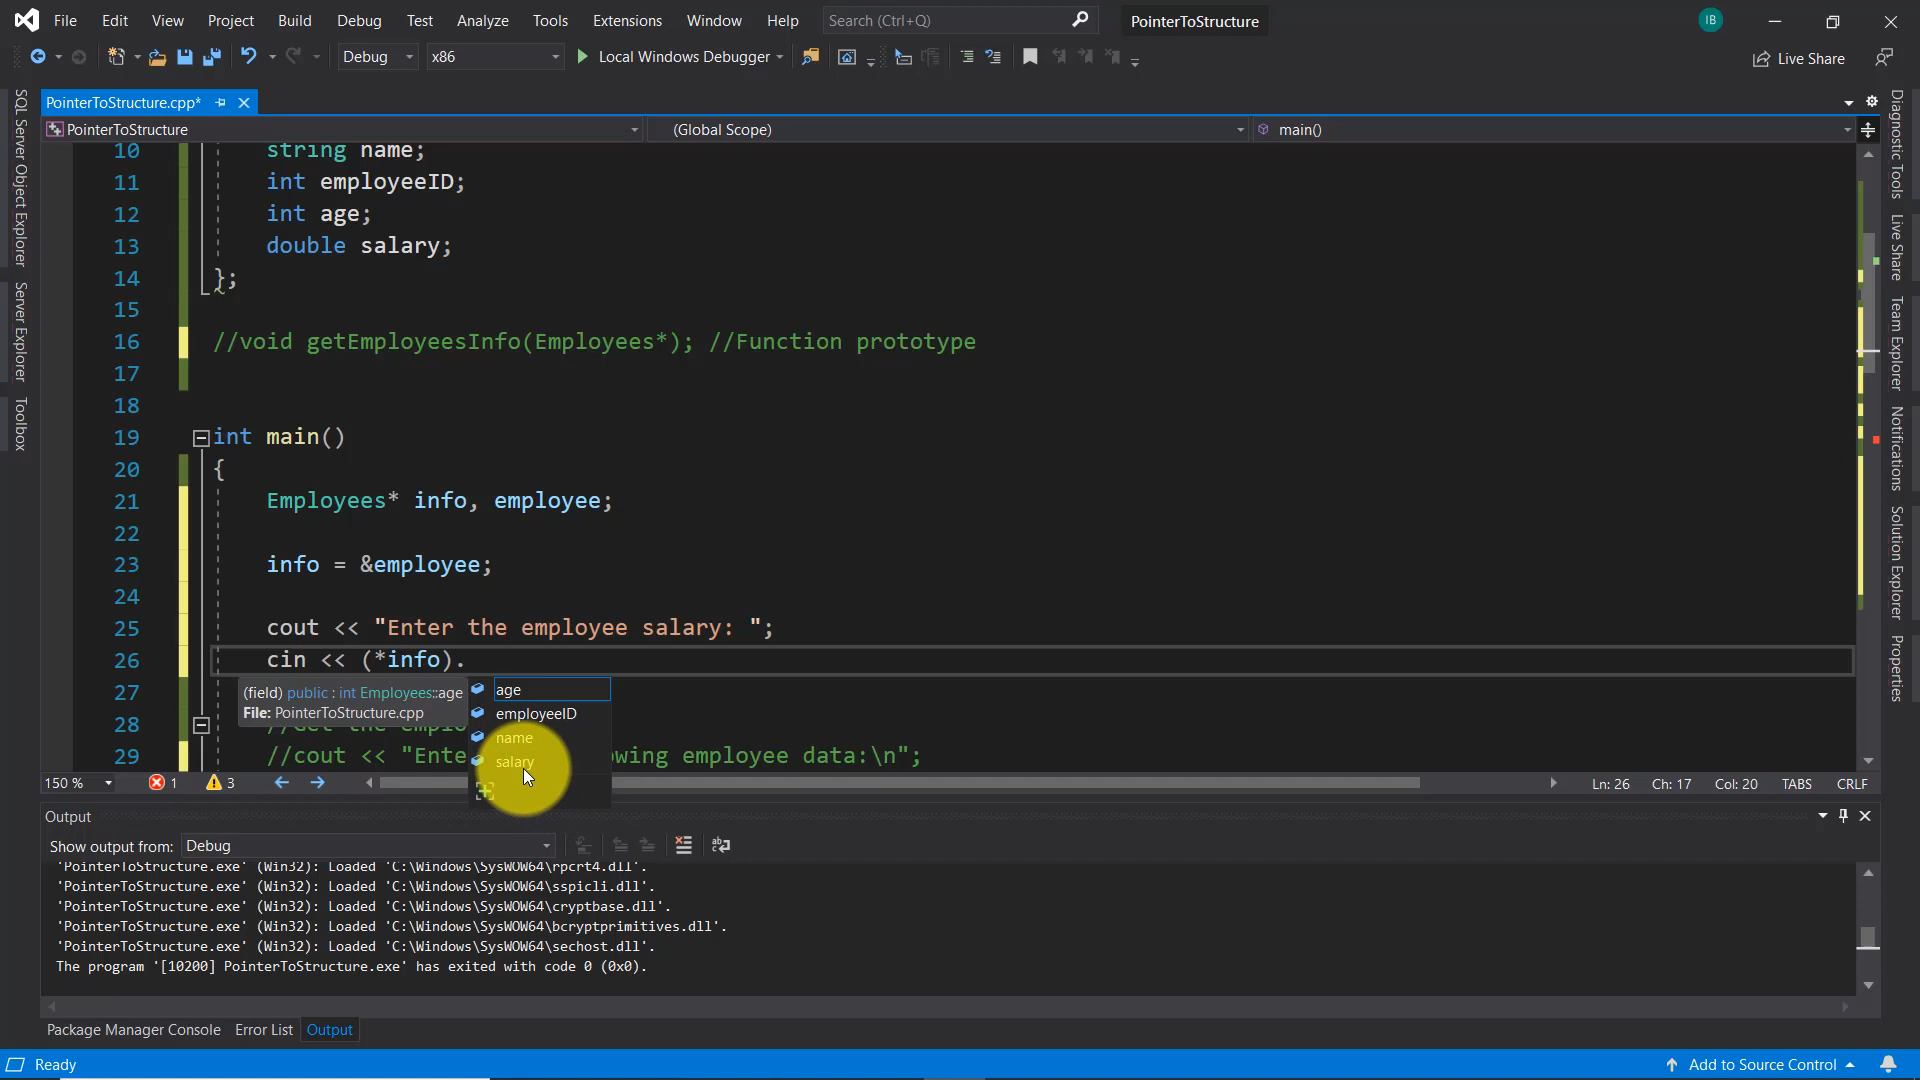 File Edit View Project Build Debug Test Analyze Tools Extensions Window Help Search (Ctrl+Q) PointerToStructure IB
Debug x86 Local Windows Debugger Live Share
PointerToStructure.cpp*
PointerToStructure (Global Scope) main()
10 string name;
11 int employeeID;
12 int age;
13 double salary;
14 };
15
16 //void getEmployeesInfo(Employees*); //Function prototype
17
18
19 int main()
20 {
21 Employees* info, employee;
22
23 info = &employee;
24
25 cout << "Enter the employee salary: ";
26 cin << (*info).
27
28
29 //cout << "Ente wing employee data:\n";
(field) public : int Employees::age
File: PointerToStructure.cpp
age
employeeID
name
salary
150 % 1 3 Ln: 26 Ch: 17 Col: 20 TABS CRLF
Output
Show output from: Debug
'PointerToStructure.exe' (Win32): Loaded 'C:\Windows\SysWOW64\rpcrt4.dll'.
'PointerToStructure.exe' (Win32): Loaded 'C:\Windows\SysWOW64\sspicli.dll'.
'PointerToStructure.exe' (Win32): Loaded 'C:\Windows\SysWOW64\cryptbase.dll'.
'PointerToStructure.exe' (Win32): Loaded 'C:\Windows\SysWOW64\bcryptprimitives.dll'.
'PointerToStructure.exe' (Win32): Loaded 'C:\Windows\SysWOW64\sechost.dll'.
The program '[10200] PointerToStructure.exe' has exited with code 0 (0x0).
Package Manager Console Error List Output
Ready Add to Source Control
SQL Server Object Explorer
Server Explorer
Toolbox
Diagnostic Tools
Live Share
Team Explorer
Notifications
Solution Explorer
Properties